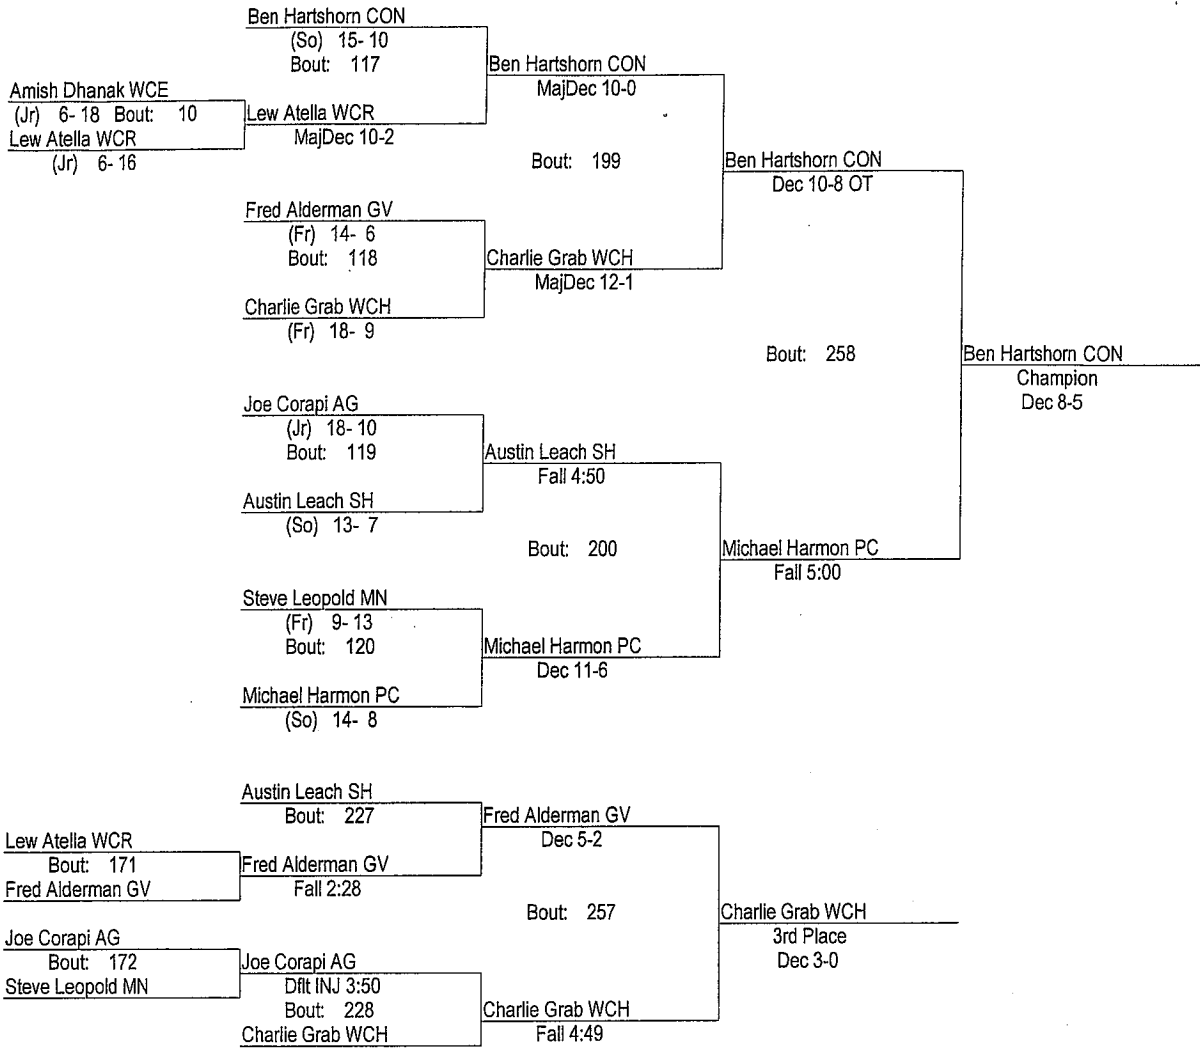 Ben Hartshorn CON
(So) 15- 10
Bout: 117
Ben Hartshorn CON
MajDec 10-0
Amish Dhanak WCE
(Jr) 6- 18 Bout: 10
Lew Atella WCR
(Jr) 6- 16
Lew Atella WCR
MajDec 10-2
Bout: 199
Ben Hartshorn CON
Dec 10-8 OT
Fred Alderman GV
(Fr) 14- 6
Bout: 118
Charlie Grab WCH
MajDec 12-1
Charlie Grab WCH
(Fr) 18- 9
Bout: 258
Ben Hartshorn CON
Champion
Dec 8-5
Joe Corapi AG
(Jr) 18- 10
Bout: 119
Austin Leach SH
Fall 4:50
Austin Leach SH
(So) 13- 7
Bout: 200
Michael Harmon PC
Fall 5:00
Steve Leopold MN
(Fr) 9- 13
Bout: 120
Michael Harmon PC
Dec 11-6
Michael Harmon PC
(So) 14- 8
Austin Leach SH
Bout: 227
Fred Alderman GV
Dec 5-2
Lew Atella WCR
Bout: 171
Fred Alderman GV
Fred Alderman GV
Fall 2:28
Bout: 257
Charlie Grab WCH
3rd Place
Dec 3-0
Joe Corapi AG
Bout: 172
Steve Leopold MN
Joe Corapi AG
Dflt INJ 3:50
Bout: 228
Charlie Grab WCH
Charlie Grab WCH
Fall 4:49